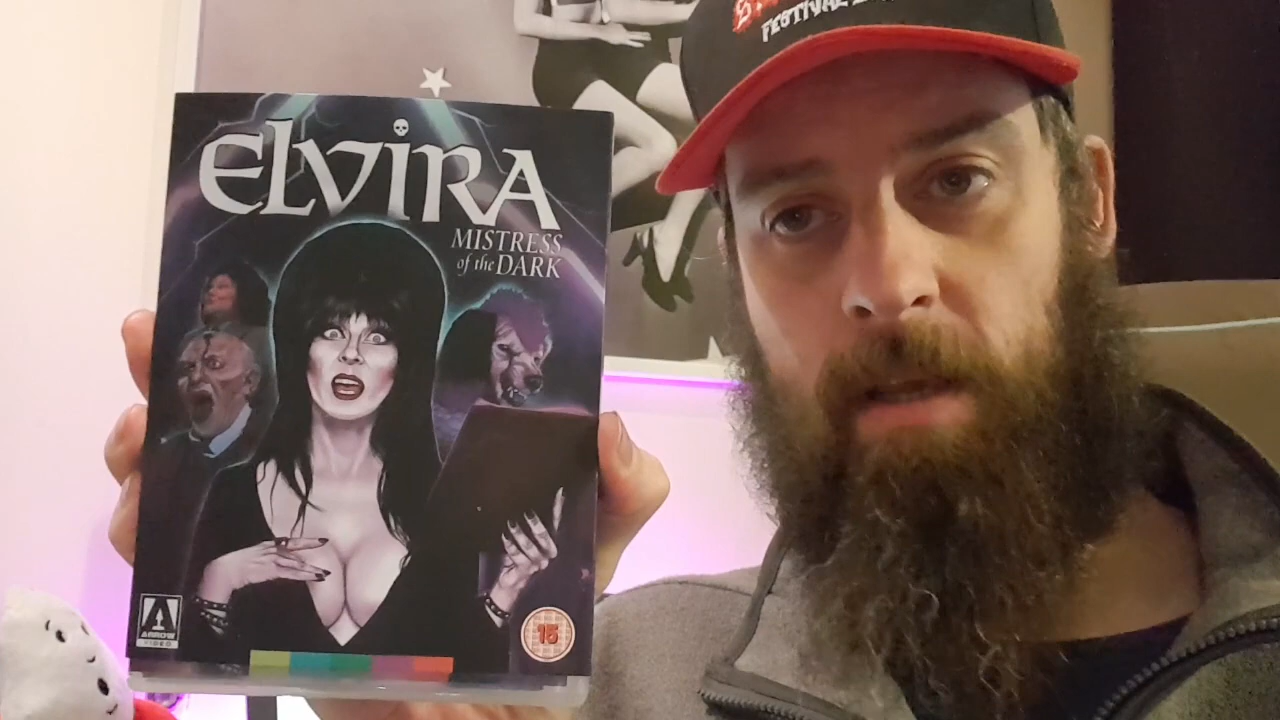 ELVIRA
MISTRESS
of the DARK
ARROW
VIDEO
15
FESTIVAL